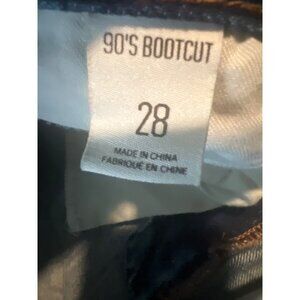 90'S BOOTCUT
28
MADE IN CHINA
FABRIQUÉ EN CHINE